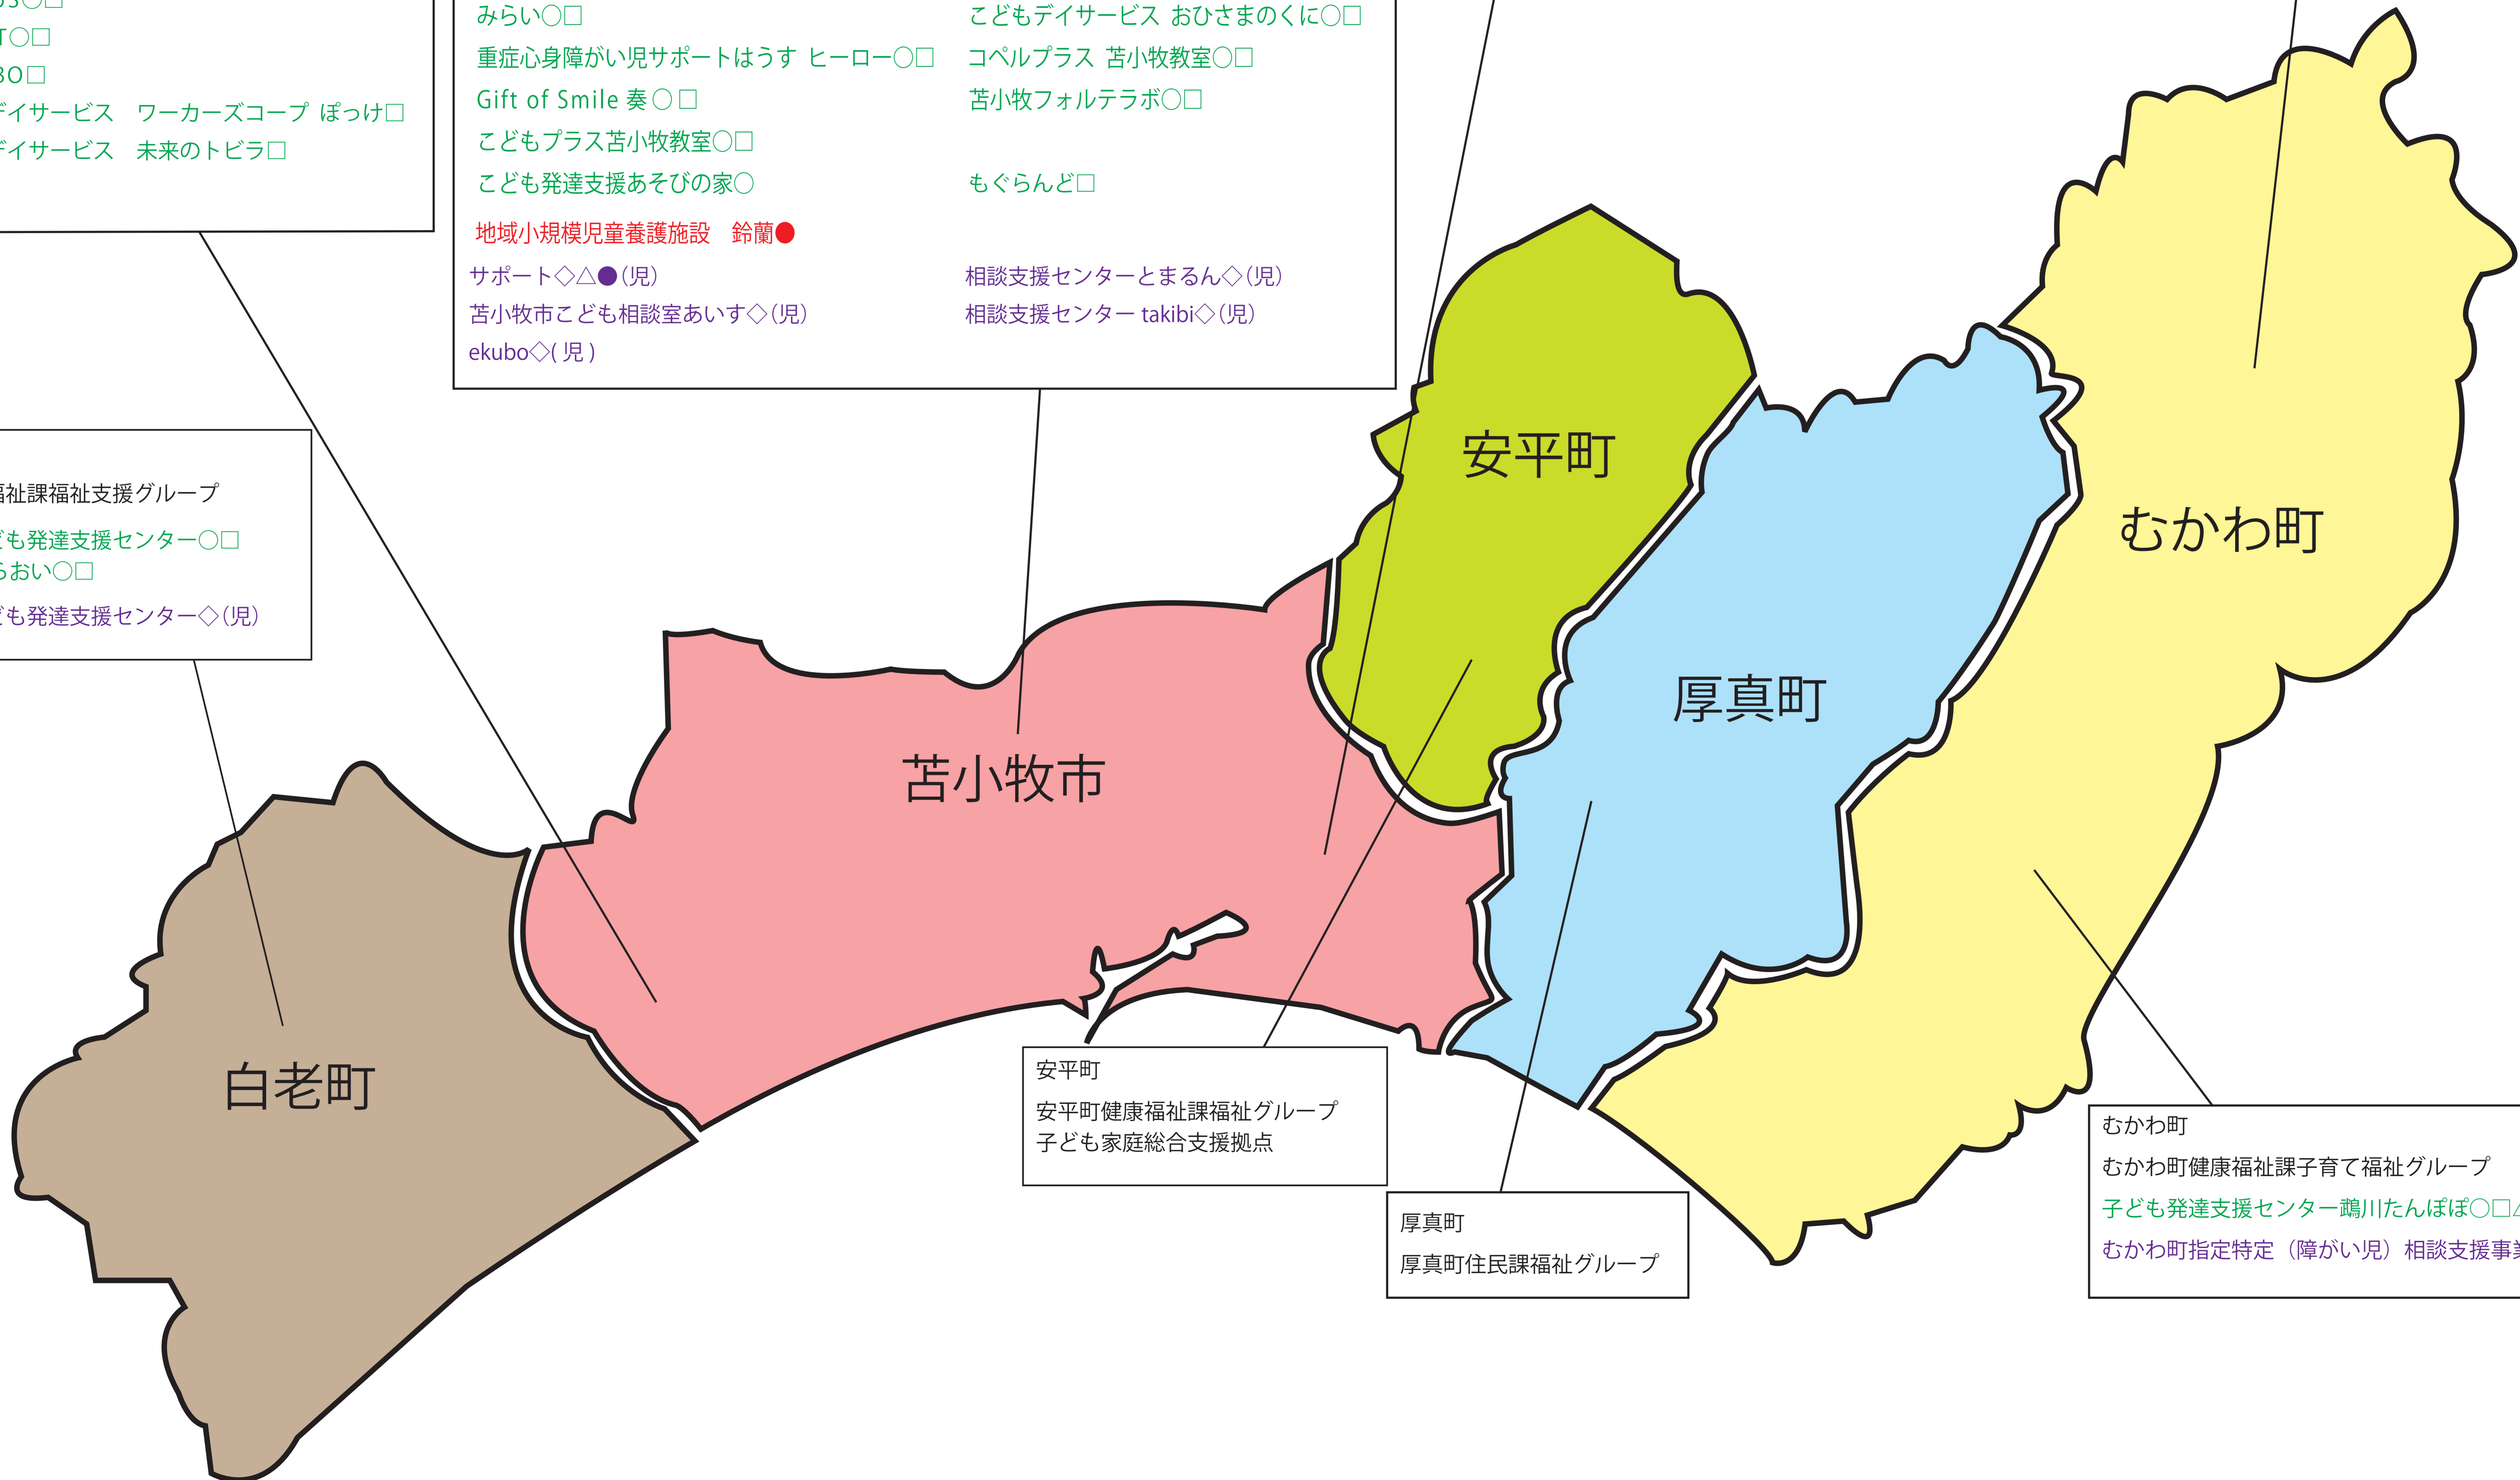 T○□
BO□
デイサービス　ワーカーズコープ ぽっけ□
デイサービス　未来のトビラ□
みらい○□
重症心身障がい児サポートはうす ヒーロー○□
Gift of Smile 奏○□
こどもプラス苫小牧教室○□
こども発達支援あそびの家○
こどもデイサービス おひさまのくに○□
コペルプラス 苫小牧教室○□
苫小牧フォルテラボ○□
もぐらんど□
地域小規模児童養護施設　鈴蘭●
サポート◇△●（児）
苫小牧市こども相談室あいす◇（児）
ekubo◇( 児 )
相談支援センターとまるん◇（児）
相談支援センター takibi◇（児）
福祉課福祉支援グループ
ども発達支援センター○□
らおい○□
ども発達支援センター◇（児）
安平町
むかわ町
厚真町
苫小牧市
白老町
安平町
安平町健康福祉課福祉グループ
子ども家庭総合支援拠点
厚真町
厚真町住民課福祉グループ
むかわ町
むかわ町健康福祉課子育て福祉グループ
子ども発達支援センター鵡川たんぽぽ○□△
むかわ町指定特定（障がい児）相談支援事業